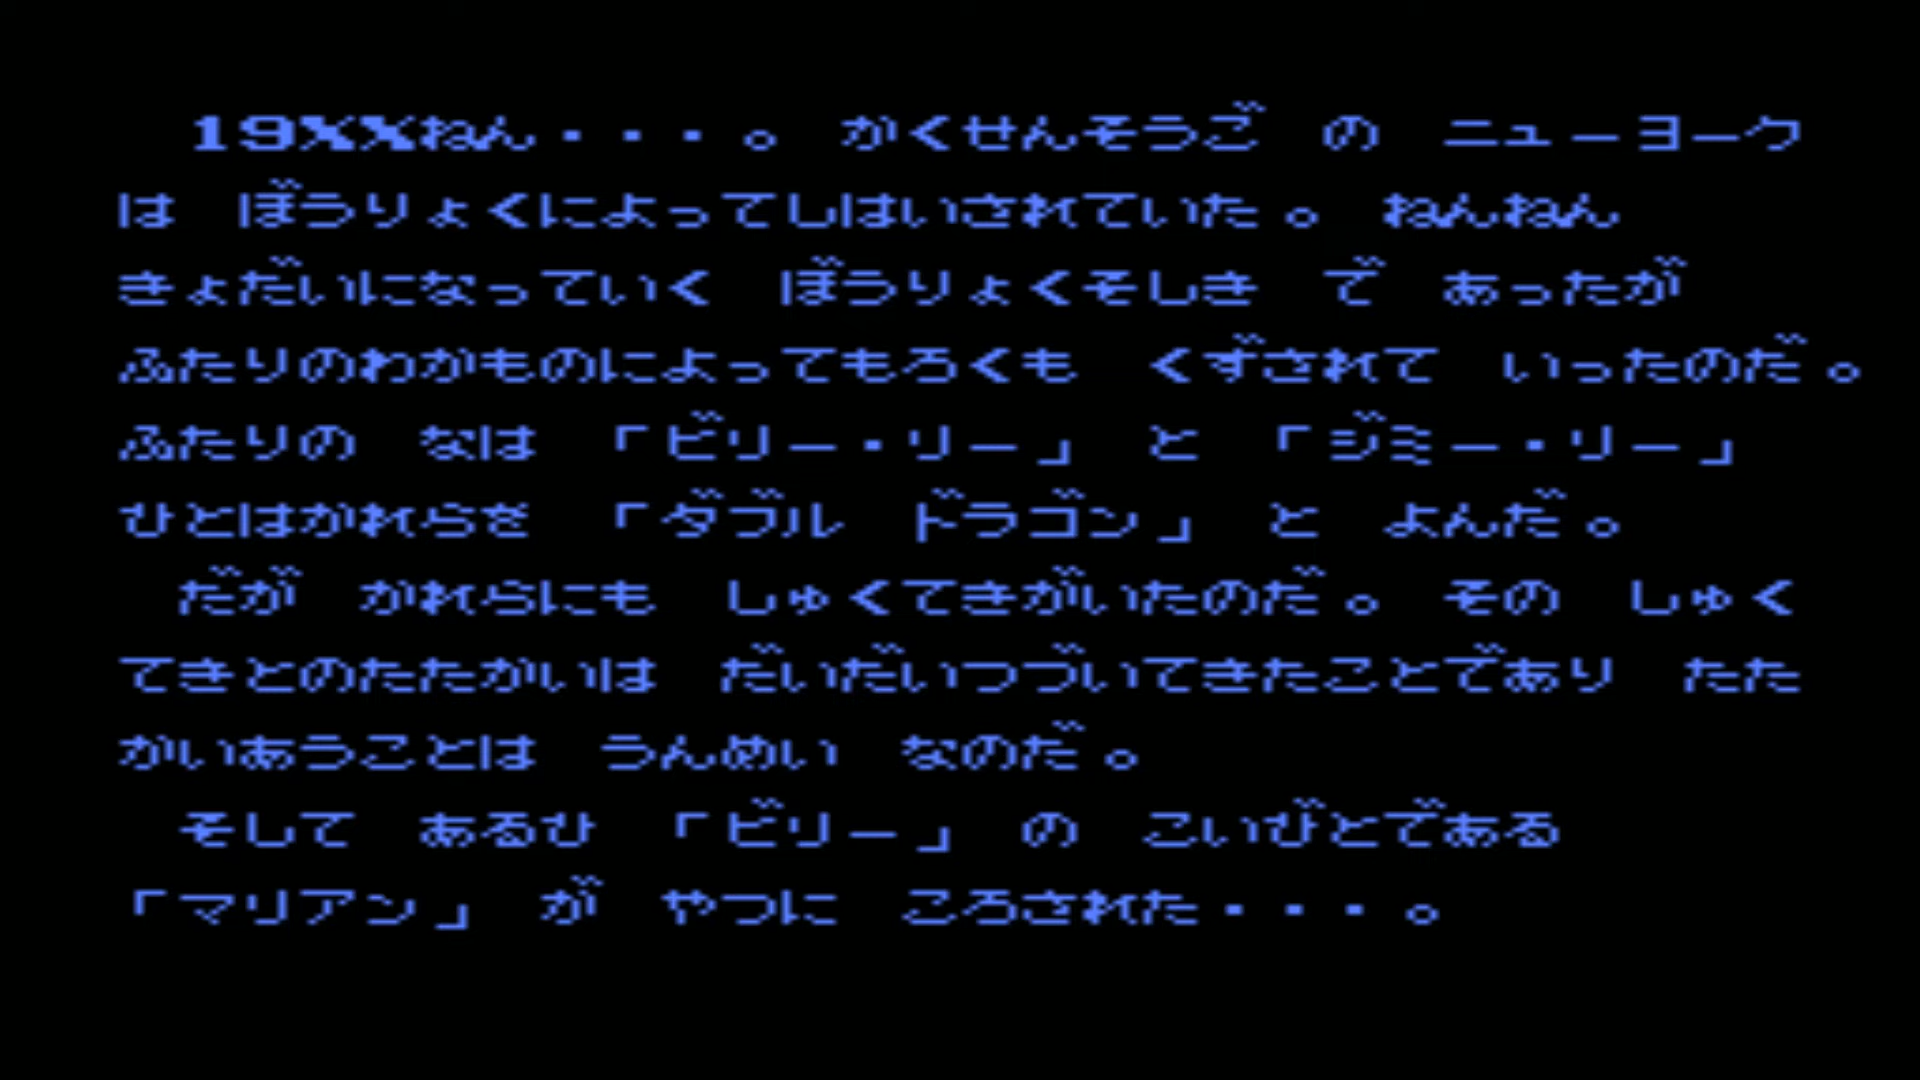 19XXねん・・・。 かくせんそうご の ニューヨーク
は ぼうりょくによってしはいされていた。 ねんねん
きょだいになっていく ぼうりょくそしき で あったが
ふたりのわかものによってもろくも くずされて いったのだ。
ふたりの なは 「ビリー・リー」 と 「ジミー・リー」
ひとはかれらを 「ダブル ドラゴン」 と よんだ。
だが かれらにも しゅくてきがいたのだ。 その しゅく
てきとのたたかいは だいだいつづいてきたことであり たた
かいあうことは うんめい なのだ。
そして あるひ 「ビリー」 の こいびとである
「マリアン」 が やつに ころされた・・・。